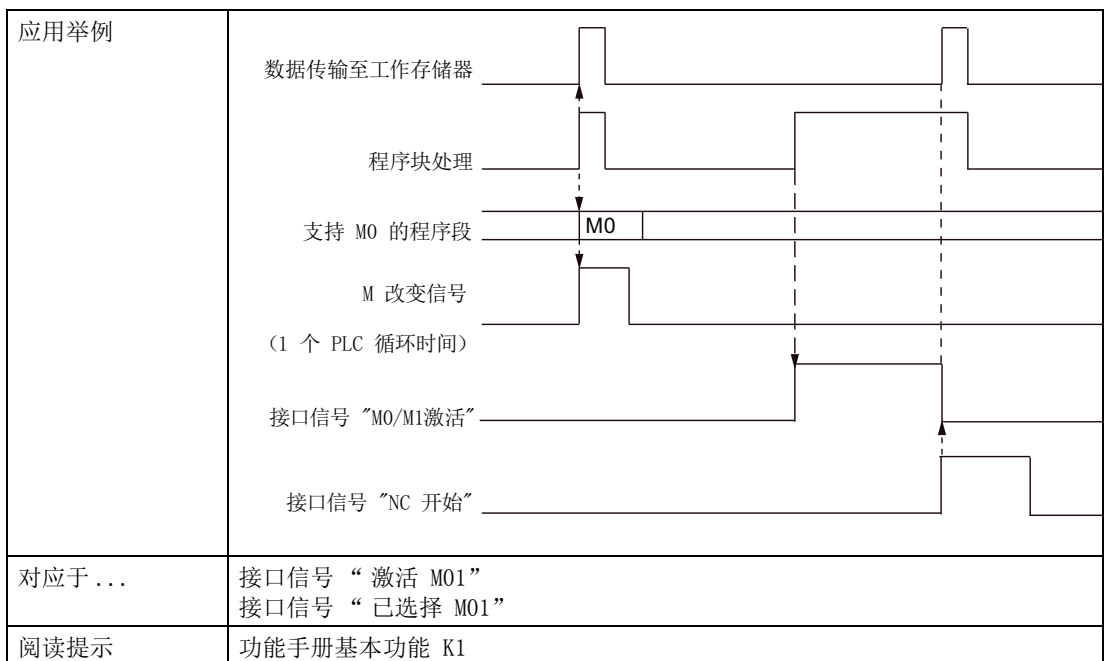 应用举例
数据传输至工作存储器
程序块处理
支持 M0 的程序段
M0
M 改变信号
（1 个 PLC 循环时间）
接口信号 "M0/M1激活"
接口信号 "NC 开始"
对应于...
接口信号 “ 激活 M01”
接口信号 “ 已选择 M01”
阅读提示
功能手册基本功能 K1